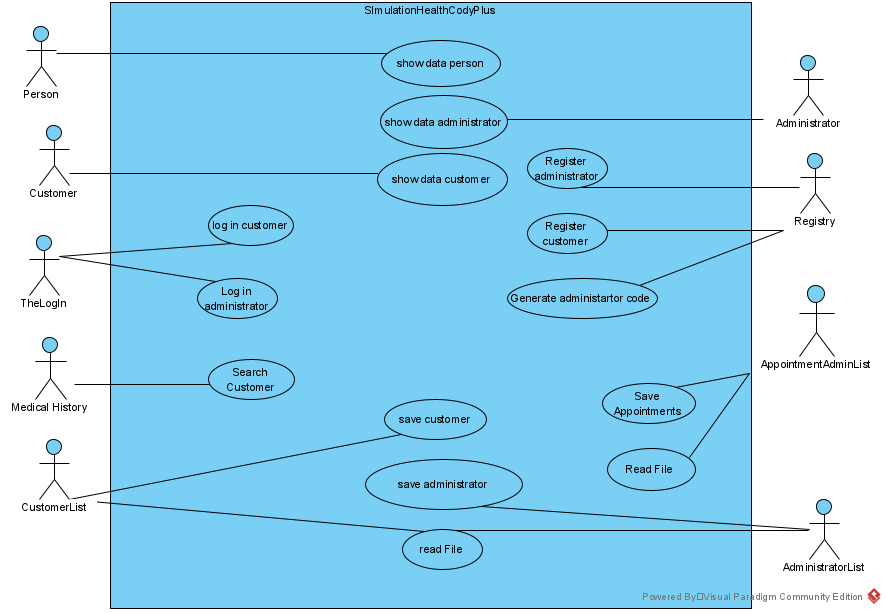 SImulationHealthCodyPlus
Person
show data person
Administrator
show data administrator
Customer
show data customer
Register
administrator
Registry
log in customer
Register
customer
TheLogIn
Log in
administrator
Generate administartor code
AppointmentAdminList
Medical History
Search
Customer
Save
Appointments
save customer
Read File
CustomerList
save administrator
read File
AdministratorList
Powered By Visual Paradigm Community Edition